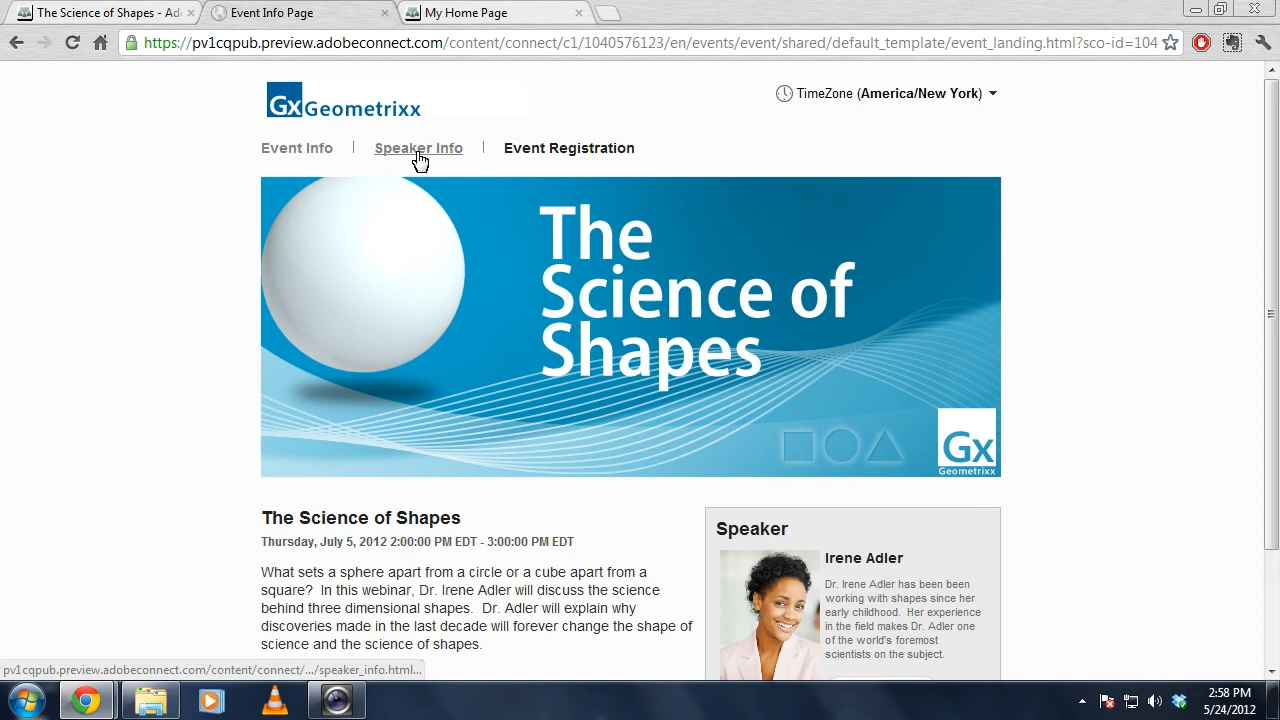 The Science of Shapes - Ad
Event Info Page
My Home Page
https://pv1cqpub.preview.adobeconnect.com/content/connect/c1/1040576123/en/events/event/shared/default_template/event_landing.html?sco-id=104
Gx Geometrixx
TimeZone (America/New York)
Event Info | Speaker Info | Event Registration
The
Science of
Shapes
Gx
Geometrixx
The Science of Shapes
Thursday, July 5, 2012 2:00:00 PM EDT - 3:00:00 PM EDT
What sets a sphere apart from a circle or a cube apart from a
square? In this webinar, Dr. Irene Adler will discuss the science
behind three dimensional shapes. Dr. Adler will explain why
discoveries made in the last decade will forever change the shape of
science and the science of shapes.
Speaker
Irene Adler
Dr. Irene Adler has been been
working with shapes since her
early childhood. Her experience
in the field makes Dr. Adler one
of the world's foremost
scientists on the subject.
pv1cqpub.preview.adobeconnect.com/content/connect/.../speaker_info.html...
2:58 PM
5/24/2012